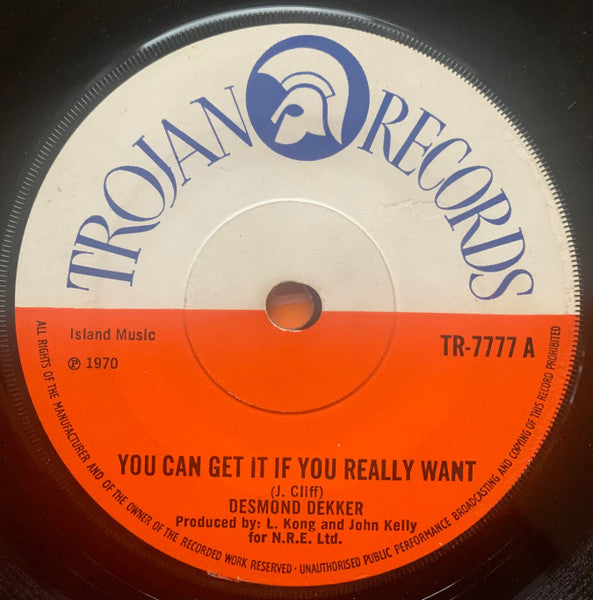 TROJAN RECORDS
Island Music
℗ 1970
TR-7777 A
YOU CAN GET IT IF YOU REALLY WANT
(J. Cliff)
DESMOND DEKKER
Produced by: L. Kong and John Kelly
for N.R.E. Ltd.
ALL RIGHTS OF THE MANUFACTURER AND OF THE OWNER OF THE RECORDED WORK RESERVED - UNAUTHORISED PUBLIC PERFORMANCE BROADCASTING AND COPYING OF THIS RECORD PROHIBITED